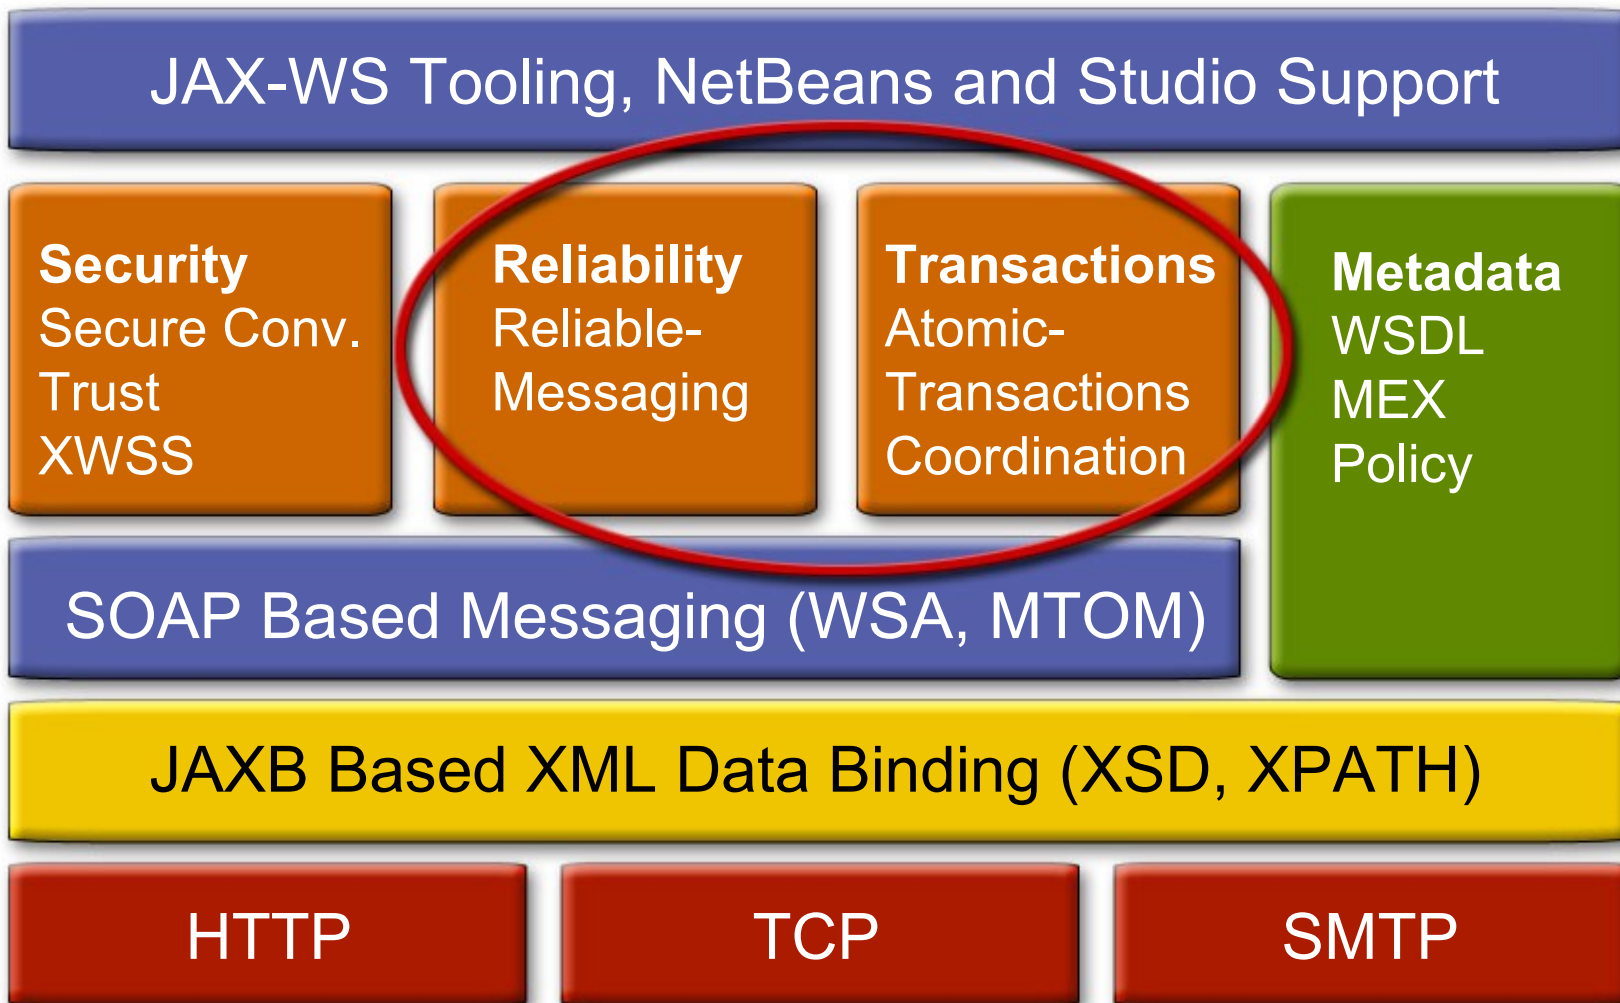 JAX-WS Tooling, NetBeans and Studio Support
Security
Secure Conv.
Trust
XWSS
Reliability
Reliable-
Messaging
Transactions
Atomic-
Transactions
Coordination
Metadata
WSDL
MEX
Policy
SOAP Based Messaging (WSA, MTOM)
JAXB Based XML Data Binding (XSD, XPATH)
HTTP
TCP
SMTP